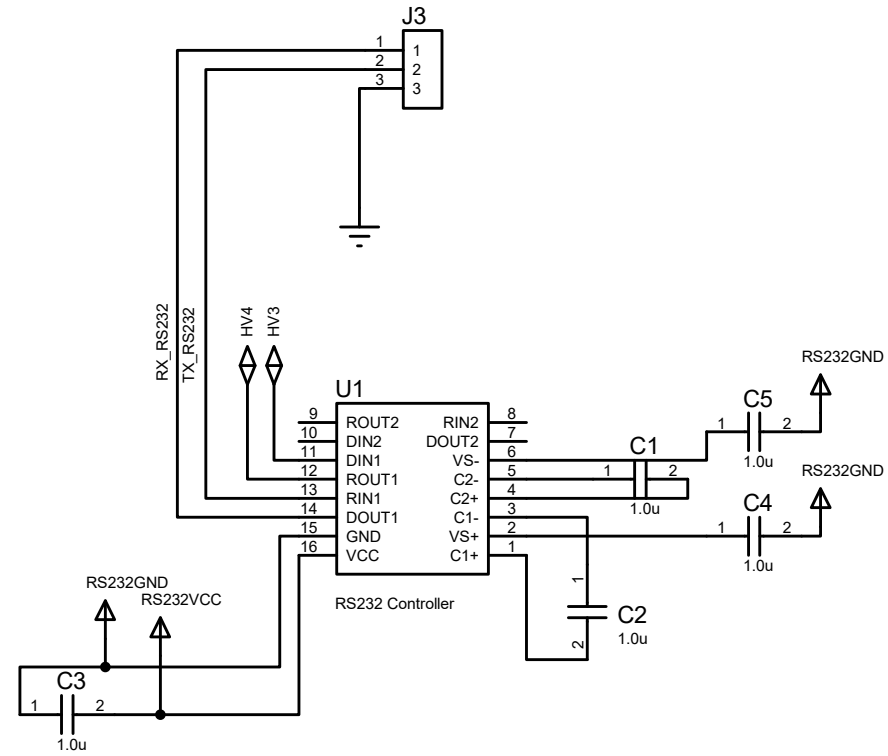 J3
1 1
2 2
3 3
RX_RS232
TX_RS232
HV4
HV3
RS232GND
U1
C5
1 2
1.0u
9 ROUT2 RIN2 8
10 DIN2 DOUT2 7
11 DIN1 VS- 6
12 ROUT1 C2- 5
13 RIN1 C2+ 4
14 DOUT1 C1- 3
15 GND VS+ 2
16 VCC C1+ 1
C1
1 2
1.0u
RS232GND
C4
1 2
1.0u
RS232 Controller
1
C2
1.0u
2
RS232GND
RS232VCC
C3
1 2
1.0u